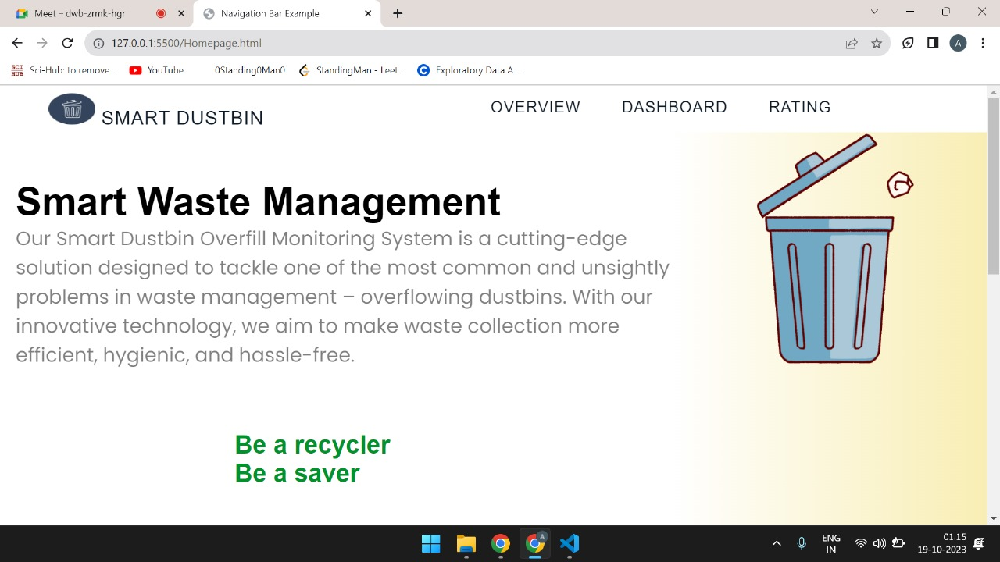 Meet – dwb-zrmk-hgr
Navigation Bar Example
127.0.0.1:5500/Homepage.html
A
SCI HUB Sci-Hub: to remove...
YouTube
0Standing0Man0
StandingMan - Leet...
C Exploratory Data A...
SMART DUSTBIN
OVERVIEW DASHBOARD RATING
Smart Waste Management
Our Smart Dustbin Overfill Monitoring System is a cutting-edge
solution designed to tackle one of the most common and unsightly
problems in waste management – overflowing dustbins. With our
innovative technology, we aim to make waste collection more
efficient, hygienic, and hassle-free.
Be a recycler
Be a saver
A
ENG
IN
01:15
19-10-2023